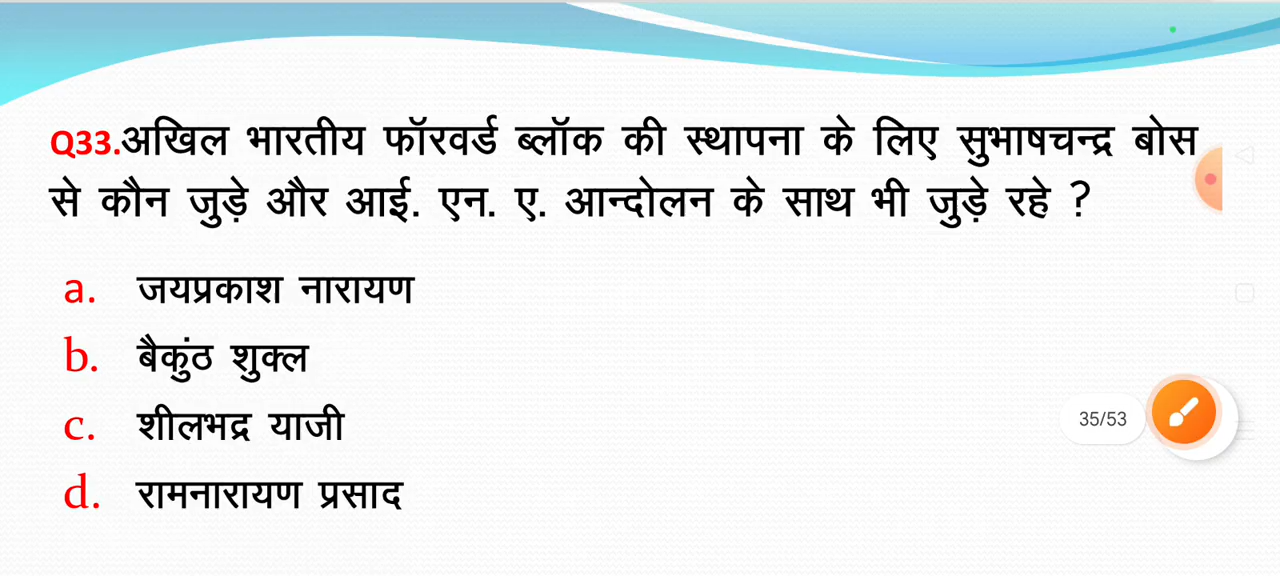 Q33.अखिल भारतीय फॉरवर्ड ब्लॉक की स्थापना के लिए सुभाषचन्द्र बोस
से कौन जुड़े और आई. एन. ए. आन्दोलन के साथ भी जुड़े रहे ?
a. जयप्रकाश नारायण
b. बैकुंठ शुक्ल
c. शीलभद्र याजी
35/53
d. रामनारायण प्रसाद